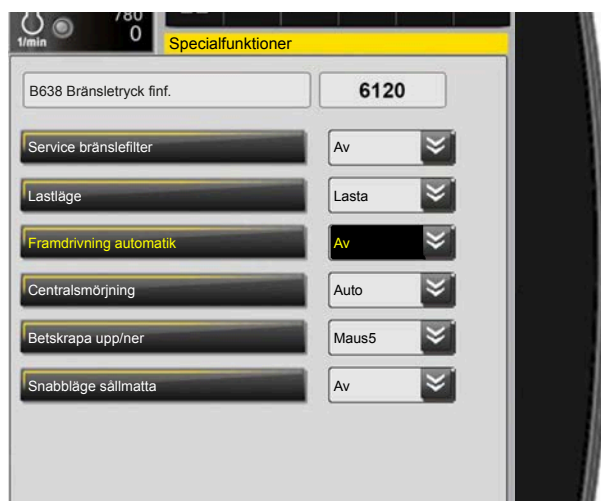 780
1/min 0
Specialfunktioner
B638 Bränsletryck finf. 6120
Service bränslefilter Av
Lastläge Lasta
Framdrivning automatik Av
Centralsmörjning Auto
Betskrapa upp/ner Maus5
Snabbläge sållmatta Av